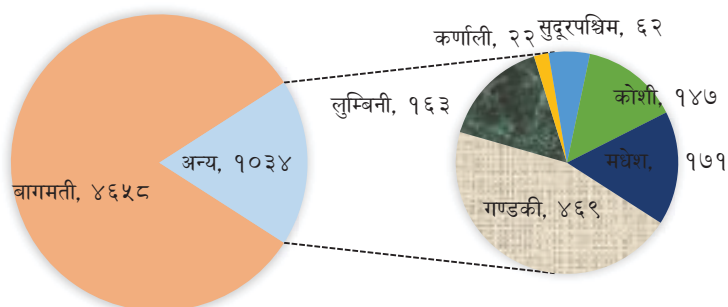 कर्णाली, २२
सुदूरपश्चिम, ६२
लुम्बिनी, १६३
कोशी, १४७
अन्य, १०३४
मधेश, १७१
बागमती, ४६५८
गण्डकी, ४६९